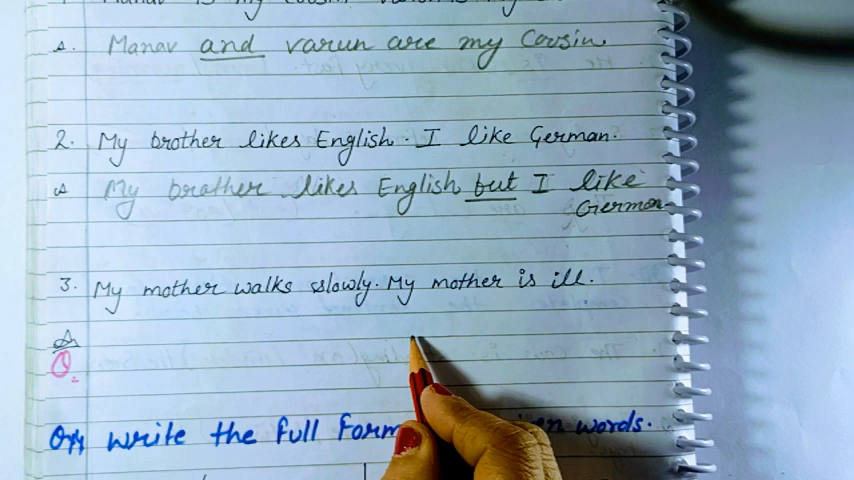 A. Manav and varun are my Cousin.
2. My brother likes English. I like German.
A My brother likes English but I like
German
3. My mother walks slowly. My mother is ill.
A
Q.
Q4 Write the full form words.